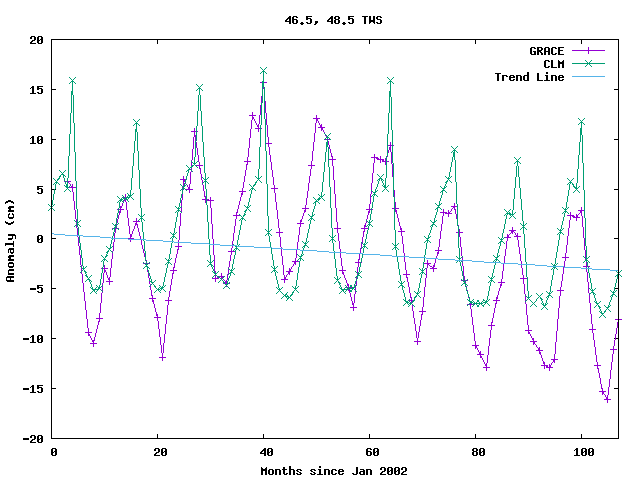 46.5, 48.5 TWS
GRACE
CLM
Trend Line
20
15
10
5
0
-5
-10
-15
-20
Anomaly (cm)
0 20 40 60 80 100
Months since Jan 2002